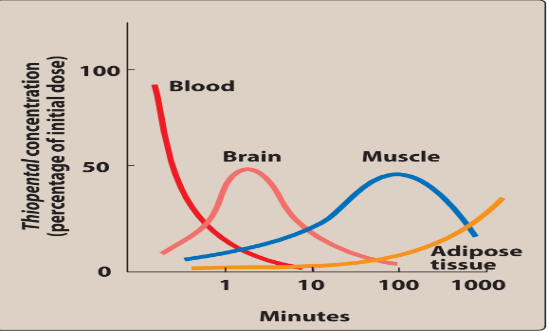 Thiopental concentration
(percentage of initial dose)
100
50
0
Blood
Brain
Muscle
Adipose
tissue
1
10
100
1000
Minutes